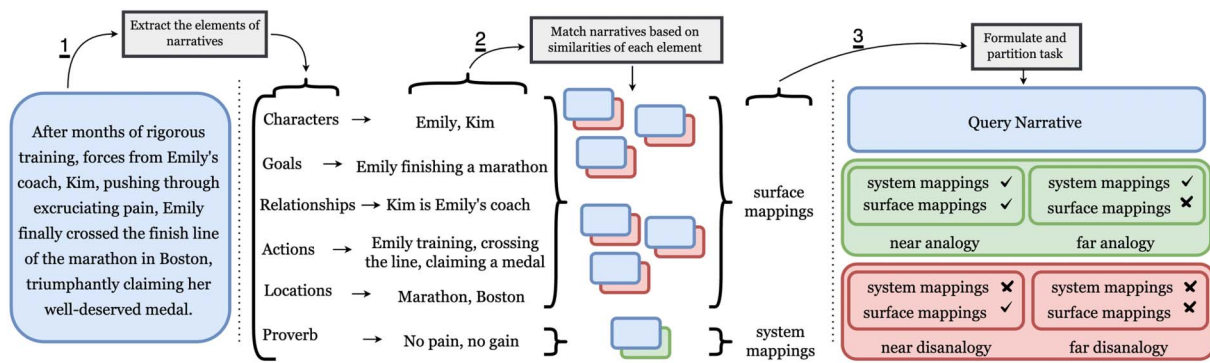 1
Extract the elements of
narratives
After months of rigorous
training, forces from Emily's
coach, Kim, pushing through
excruciating pain, Emily
finally crossed the finish line
of the marathon in Boston,
triumphantly claiming her
well-deserved medal.
Characters
Emily, Kim
Goals
Emily finishing a marathon
Relationships
Kim is Emily's coach
Actions
Emily training, crossing
the line, claiming a medal
Locations
Marathon, Boston
Proverb
No pain, no gain
2
Match narratives based on
similarities of each element
surface
mappings
system
mappings
3
Formulate and
partition task
Query Narrative
system mappings ✓
surface mappings ✓
near analogy
system mappings ✓
surface mappings ✗
far analogy
system mappings ✗
surface mappings ✓
near disanalogy
system mappings ✗
surface mappings ✗
far disanalogy